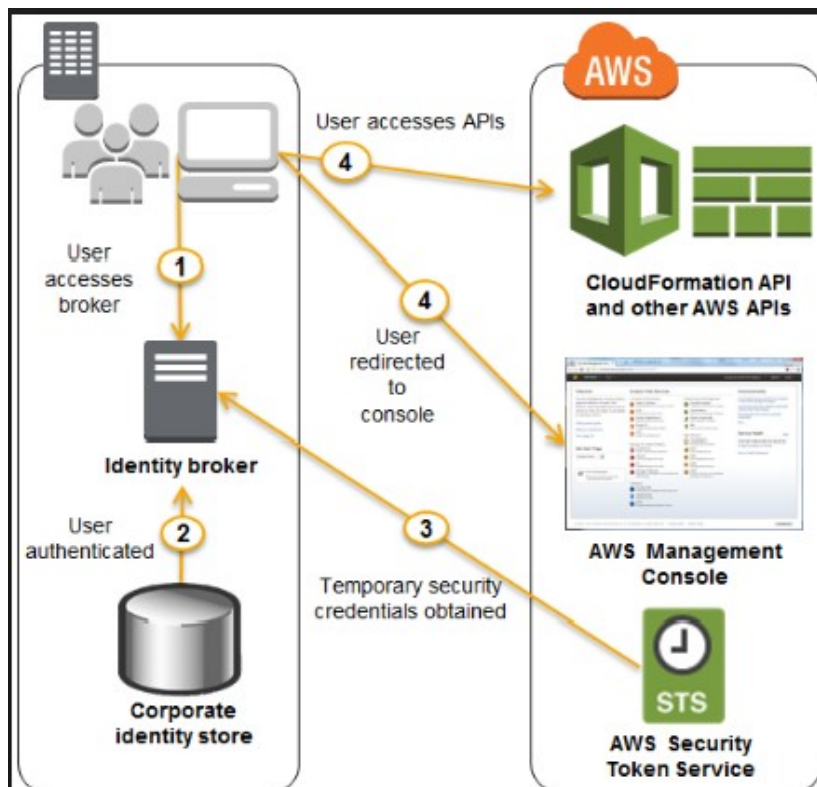 AWS
User accesses APIs
4
User
accesses
broker
1
CloudFormation API
and other AWS APIs
4
User
redirected
to
console
Identity broker
User
authenticated
2
3
AWS Management
Console
Temporary security
credentials obtained
STS
Corporate
identity store
AWS Security
Token Service